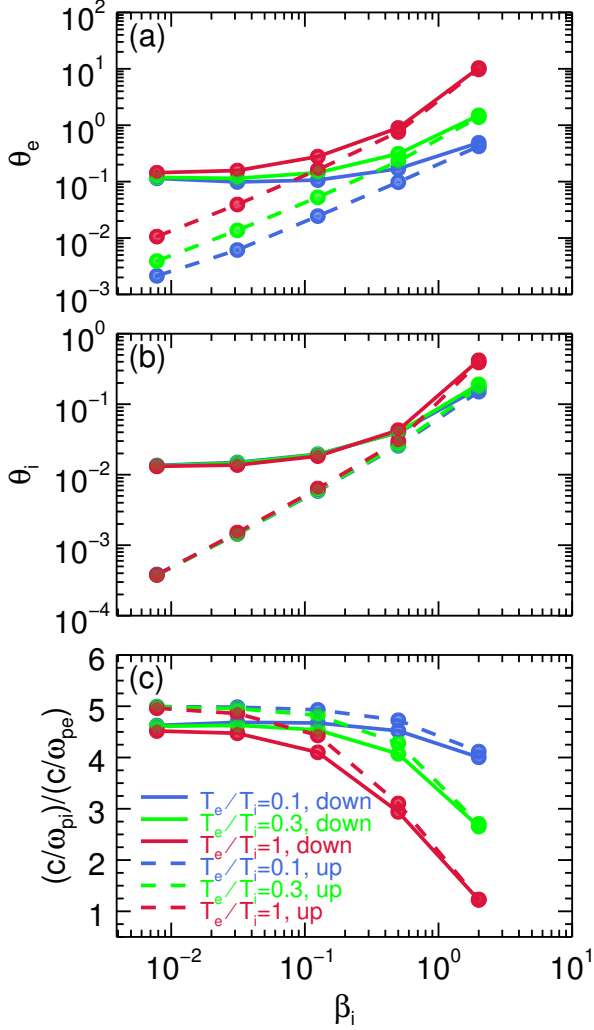 (a)
10²
10¹
10⁰
10⁻¹
10⁻²
10⁻³
θₑ
(b)
10⁰
10⁻¹
10⁻²
10⁻³
10⁻⁴
θᵢ
(c)
6
5
4
3
2
1
(c/ω_pi)/(c/ω_pe)
Tₑ/Tᵢ=0.1, down
Tₑ/Tᵢ=0.3, down
Tₑ/Tᵢ=1, down
Tₑ/Tᵢ=0.1, up
Tₑ/Tᵢ=0.3, up
Tₑ/Tᵢ=1, up
10⁻² 10⁻¹ 10⁰ 10¹
βᵢ